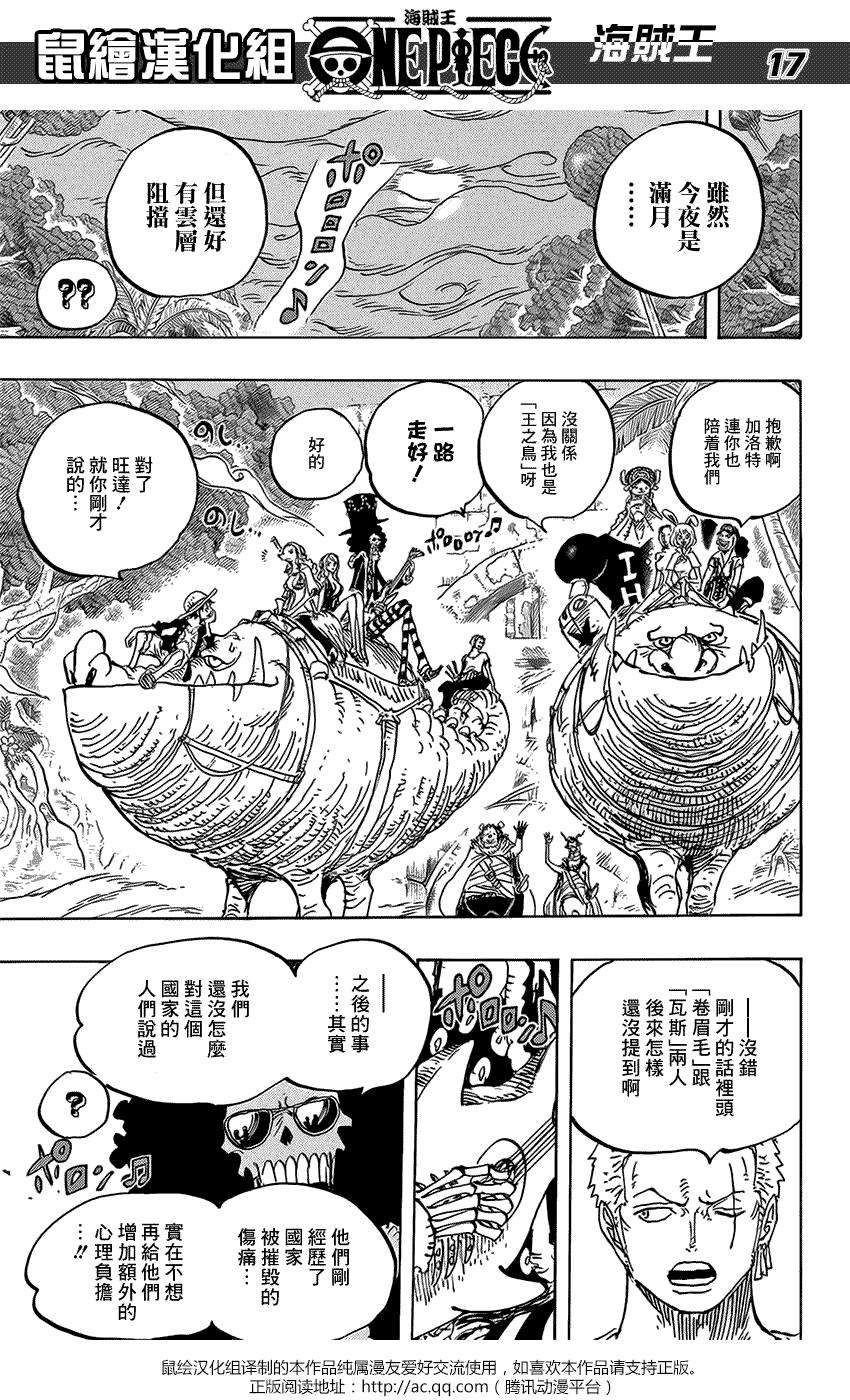 鼠繪漢化組
海賊王
ONE PIECE
海賊王
17
雖然
今夜是
滿月
……
但還好
有雲層
阻擋
ポロロロン♪
??
抱歉啊
加洛特
連你也
陪着我們
沒關係
因為我也是
「王之鳥」呀
一路
走好!
好的
對了
旺達!
就你剛才
說的…
のし…
のし…
ポロロロン♪
——沒錯
剛才的話裡頭
「卷眉毛」跟
「瓦斯」兩人
後來怎樣
還沒提到啊
ポロロン♪
——
之後的事
……其實
我們
還沒怎麼
對這個
國家的
人們說過
?
ポロロン♫
他們剛
經歷了
國家
被摧毀的
傷痛…
實在不想
再給他們
增加額外的
心理負擔
…!!
鼠绘汉化组译制的本作品纯属漫友爱好交流使用，如喜欢本作品请支持正版。
正版阅读地址：http://ac.qq.com（腾讯动漫平台）